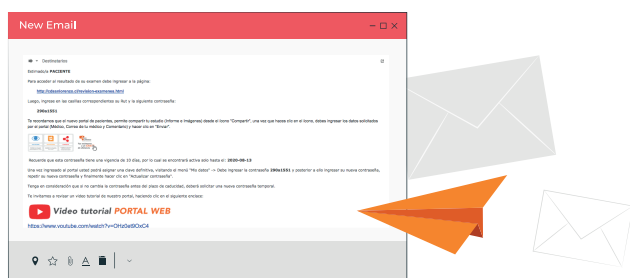 New Email
Destinatarios
Estimado/a PACIENTE
Para acceder al resultado de su examen debe ingresar a la página:
Luego, ingrese en las casillas correspondientes su Rut y la siguiente contraseña:
290a1551
Te recordamos que el nuevo portal de pacientes, permite compartir tu estudio (Informe e Imágenes) desde el icono "Compartir", una vez que haces clic en el icono, debes ingresar los datos solicitados
por el portal (Médico, Correo de tu médico y Comentario) y hacer clic en "Enviar".
Recuerde que esta contraseña tiene una vigencia de 10 días, por lo cual se encontrará activa solo hasta el: 2020-06-13
Una vez ingresado al portal usted podrá asignar una clave definitiva, visitando el menú "Mis datos" -> Debe ingresar la contraseña 290a1551 a posterior a ello ingresar su nueva contraseña,
repetir su nueva contraseña y finalmente hacer clic en "Actualizar contraseña".
Tenga en consideración que si no cambia la contraseña antes del plazo de caducidad, deberá solicitar una nueva contraseña temporal.
Te invitamos a revisar un video tutorial de nuestro portal, haciendo clic en el siguiente enlace:
Video tutorial PORTAL WEB
https://www.youtube.com/watch?v=OHzGet9OxC4